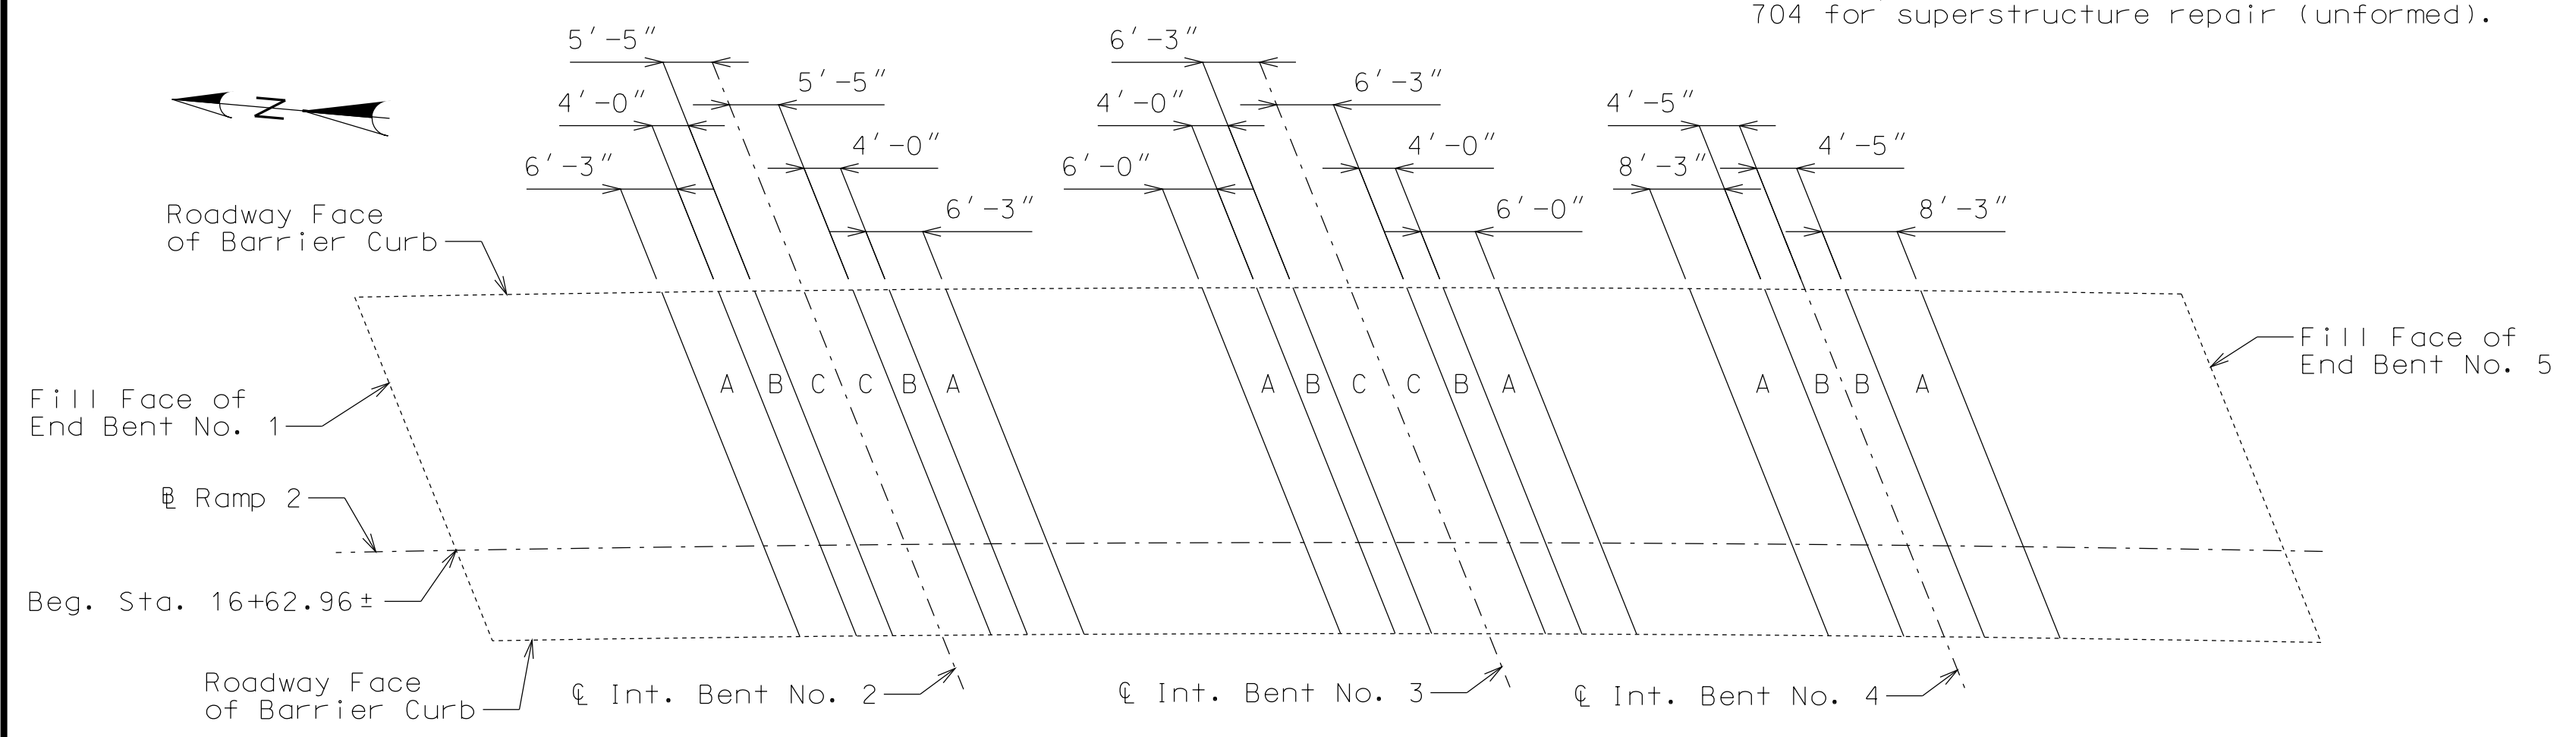 704 for superstructure repair (unformed).
5'-5"
6'-3"
5'-5"
6'-3"
4'-0"
4'-0"
4'-5"
N
4'-0"
4'-0"
4'-5"
6'-3"
6'-0"
8'-3"
6'-3"
6'-0"
8'-3"
Roadway Face
of Barrier Curb
Fill Face of
End Bent No. 5
A B C C B A
A B C C B A
A B B A
Fill Face of
End Bent No. 1
℄ Ramp 2
Beg. Sta. 16+62.96±
Roadway Face
of Barrier Curb
℄ Int. Bent No. 2
℄ Int. Bent No. 3
℄ Int. Bent No. 4